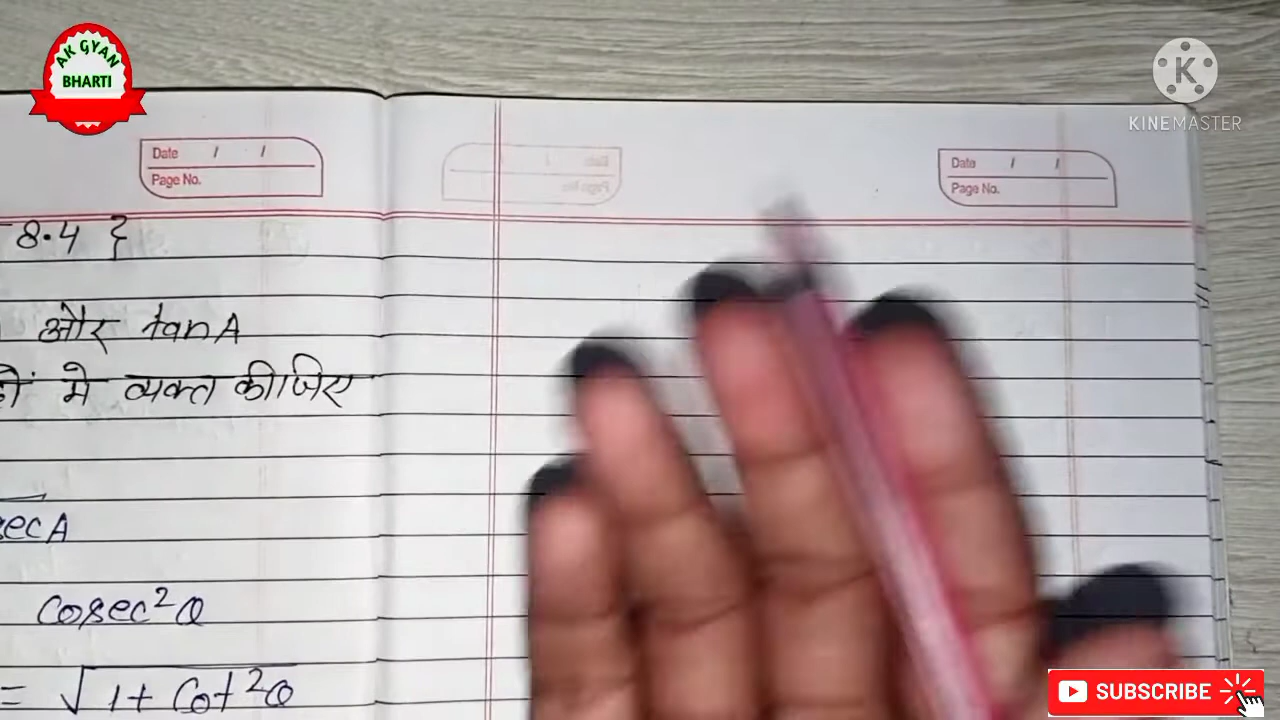 AK GYAN
BHARTI
KINEMASTER
Date / /
Page No.
Date / /
Page No.
8.4 }
और tanA
में व्यक्त कीजिए
secA
cosec²θ
= √1+ Cot²θ
SUBSCRIBE